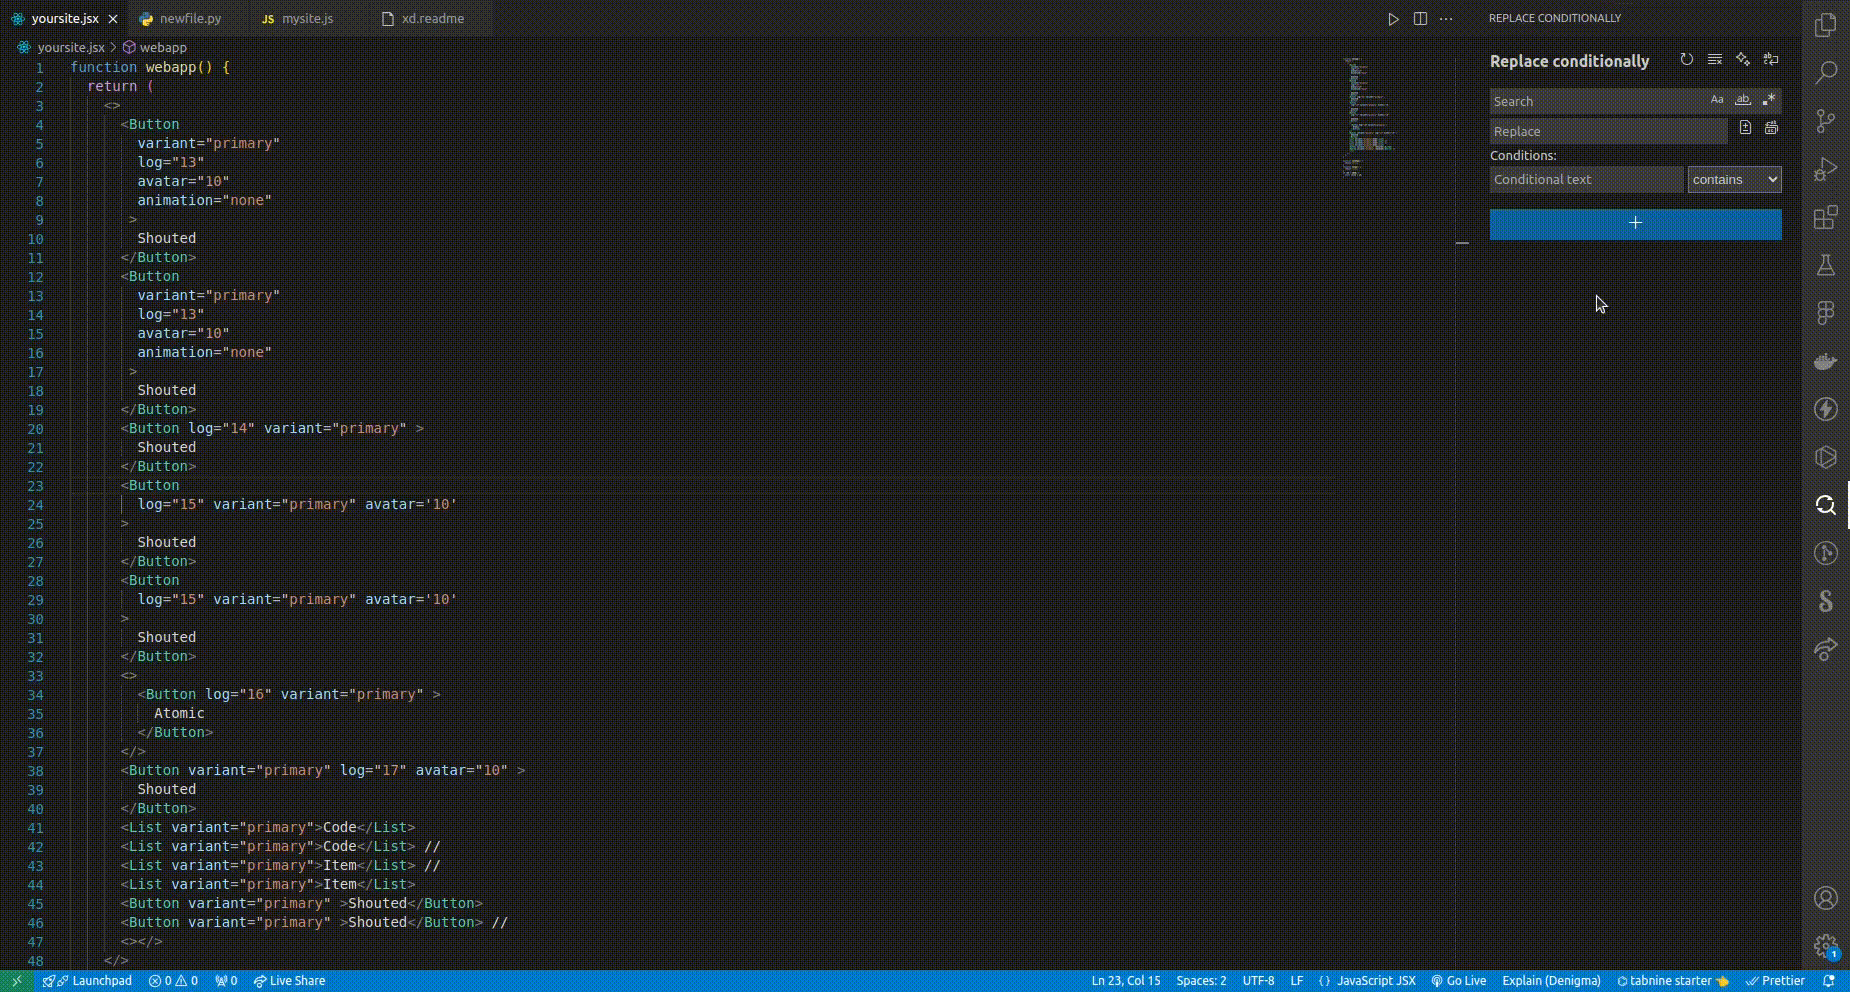 yoursite.jsx newfile.py JS mysite.js xd.readme
yoursite.jsx > webapp
1 function webapp() {
2 return (
3 <>
4 <Button
5 variant="primary"
6 log="13"
7 avatar="10"
8 animation="none"
9 >
10 Shouted
11 </Button>
12 <Button
13 variant="primary"
14 log="13"
15 avatar="10"
16 animation="none"
17 >
18 Shouted
19 </Button>
20 <Button log="14" variant="primary" >
21 Shouted
22 </Button>
23 <Button
24 log="15" variant="primary" avatar='10'
25 >
26 Shouted
27 </Button>
28 <Button
29 log="15" variant="primary" avatar='10'
30 >
31 Shouted
32 </Button>
33 <>
34 <Button log="16" variant="primary" >
35 Atomic
36 </Button>
37 </>
38 <Button variant="primary" log="17" avatar="10" >
39 Shouted
40 </Button>
41 <List variant="primary">Code</List>
42 <List variant="primary">Code</List> //
43 <List variant="primary">Item</List> //
44 <List variant="primary">Item</List>
45 <Button variant="primary" >Shouted</Button>
46 <Button variant="primary" >Shouted</Button> //
47 <></>
48 </>
REPLACE CONDITIONALLY
Replace conditionally
Search Aa ab .*
Replace
Conditions:
Conditional text contains
+
1
Launchpad 0 0 0 Live Share Ln 23, Col 15 Spaces: 2 UTF-8 LF {} JavaScript JSX Go Live Explain (Denigma) tabnine starter Prettier